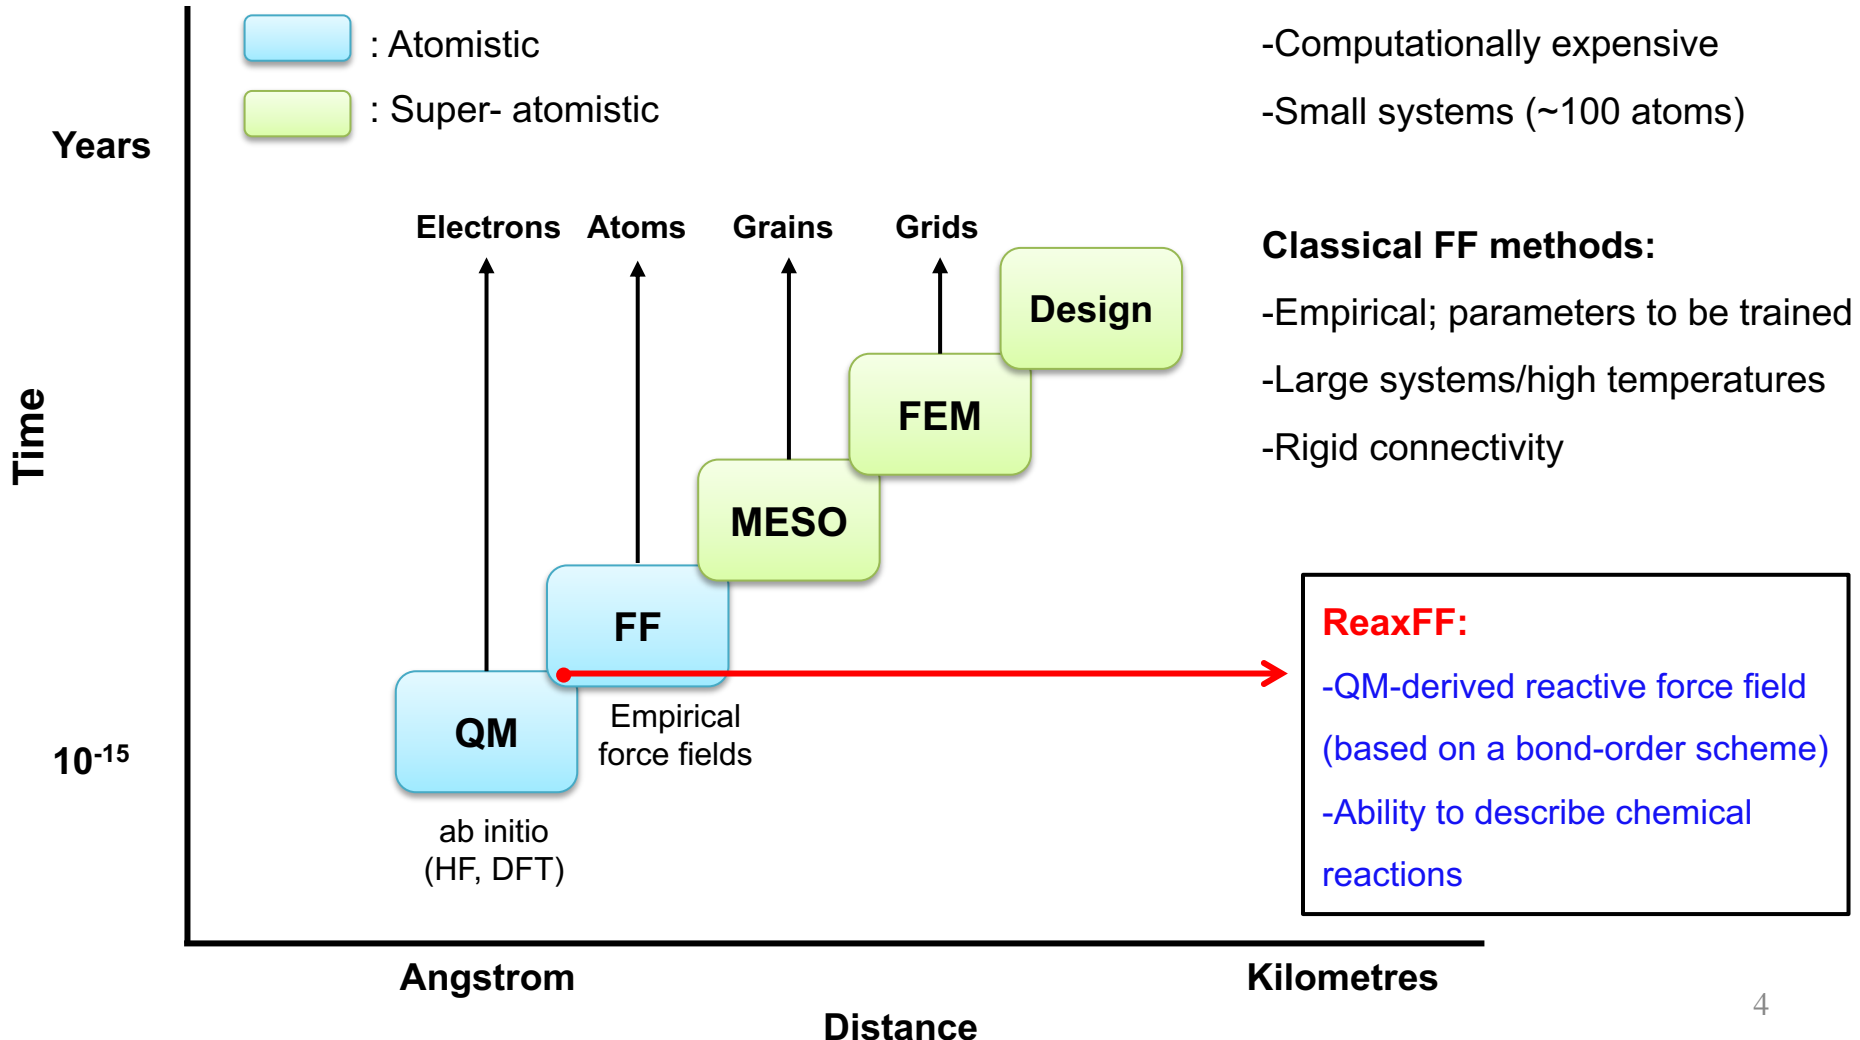 : Atomistic
: Super- atomistic
-Computationally expensive
-Small systems (~100 atoms)
Years
Electrons Atoms Grains Grids
Design
FEM
MESO
FF
QM
Classical FF methods:
-Empirical; parameters to be trained
-Large systems/high temperatures
-Rigid connectivity
Time
10-15
Empirical
force fields
ab initio
(HF, DFT)
ReaxFF:
-QM-derived reactive force field
(based on a bond-order scheme)
-Ability to describe chemical
reactions
Angstrom
Kilometres
Distance
4